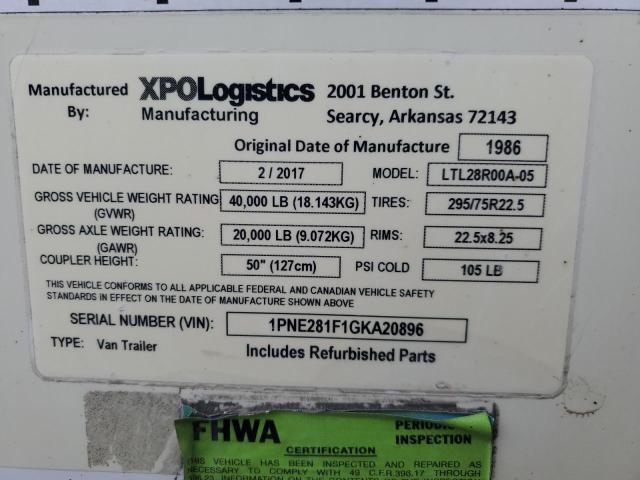 Manufactured By: XPOLogistics Manufacturing
2001 Benton St.
Searcy, Arkansas 72143
Original Date of Manufacture 1986
DATE OF MANUFACTURE: 2 / 2017 MODEL: LTL28R00A-05
GROSS VEHICLE WEIGHT RATING (GVWR) 40,000 LB (18.143KG) TIRES: 295/75R22.5
GROSS AXLE WEIGHT RATING: (GAWR) 20,000 LB (9.072KG) RIMS: 22.5x8.25
COUPLER HEIGHT: 50" (127cm) PSI COLD 105 LB
THIS VEHICLE CONFORMS TO ALL APPLICABLE FEDERAL AND CANADIAN VEHICLE SAFETY
STANDARDS IN EFFECT ON THE DATE OF MANUFACTURE SHOWN ABOVE
SERIAL NUMBER (VIN): 1PNE281F1GKA20896
TYPE: Van Trailer Includes Refurbished Parts
FHWA PERIODIC INSPECTION
CERTIFICATION
THIS VEHICLE HAS BEEN INSPECTED AND REPAIRED AS
NECESSARY TO COMPLY WITH 49 C.F.R.396.17 THROUGH
396.23 INFORMATION ON THE